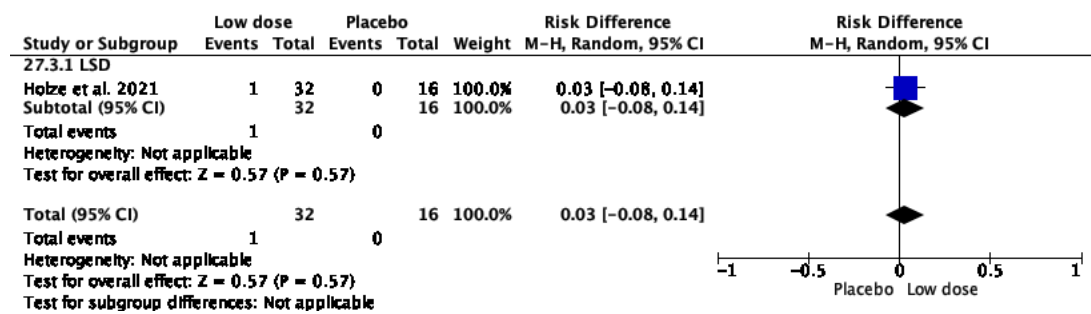 Low dose Placebo Risk Difference Risk Difference
Study or Subgroup Events Total Events Total Weight M-H, Random, 95% CI M-H, Random, 95% CI
27.3.1 LSD
Holze et al. 2021 1 32 0 16 100.0% 0.03 [-0.08, 0.14]
Subtotal (95% CI) 32 16 100.0% 0.03 [-0.08, 0.14]
Total events 1 0
Heterogeneity: Not applicable
Test for overall effect: Z = 0.57 (P = 0.57)
Total (95% CI) 32 16 100.0% 0.03 [-0.08, 0.14]
Total events 1 0
Heterogeneity: Not applicable
Test for overall effect: Z = 0.57 (P = 0.57)
Test for subgroup differences: Not applicable
-1 -0.5 0 0.5 1
Placebo Low dose